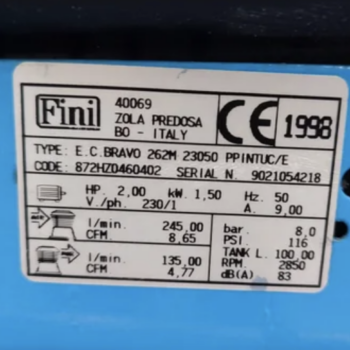 Fini
40069
ZOLA PREDOSA
BO - ITALY
CE 1998
TYPE: E.C.BRAVO 262M 23050 PPINTUC/E
CODE: 872HZ0460402 SERIAL N. 9021054218
HP. 2,00 kW. 1,50 Hz. 50
V./ph. 230/1 A. 9,00
l/min. 245,00 bar. 8,0
CFM 8,65 PSI. 116
TANK L. 100,00
l/min. 135,00 RPM. 2850
CFM 4,77 dB(A) 83